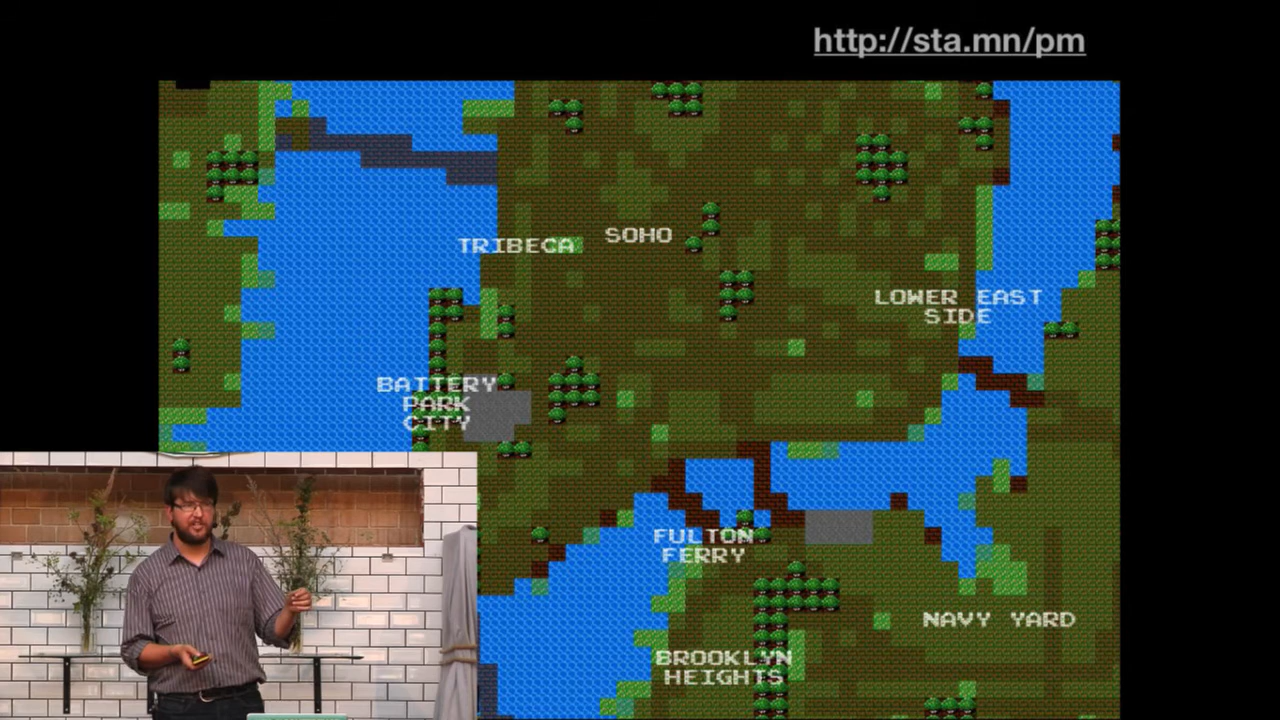 http://sta.mn/pm
TRIBECA
SOHO
LOWER EAST
SIDE
BATTERY
PARK
CITY
FULTON
FERRY
NAVY YARD
BROOKLYN
HEIGHTS